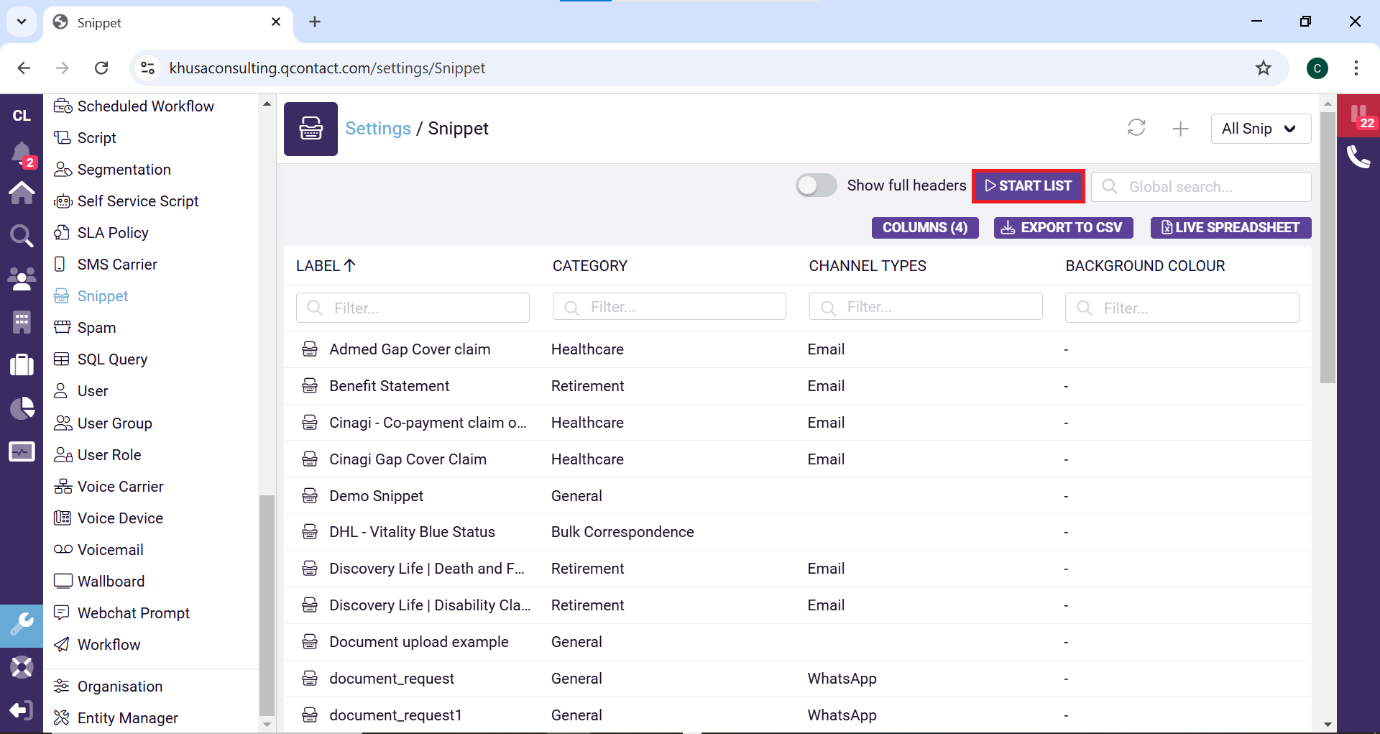 Snippet
khusaconsulting.qcontact.com/settings/Snippet
C
CL
2
22
Scheduled Workflow
Script
Segmentation
Self Service Script
SLA Policy
SMS Carrier
Snippet
Spam
SQL Query
User
User Group
User Role
Voice Carrier
Voice Device
Voicemail
Wallboard
Webchat Prompt
Workflow
Organisation
Entity Manager
Settings / Snippet
All Snip
Show full headers
START LIST
Global search...
COLUMNS (4)
EXPORT TO CSV
LIVE SPREADSHEET
LABEL CATEGORY CHANNEL TYPES BACKGROUND COLOUR
Filter... Filter... Filter... Filter...
Admed Gap Cover claim Healthcare Email -
Benefit Statement Retirement Email -
Cinagi - Co-payment claim o... Healthcare Email -
Cinagi Gap Cover Claim Healthcare Email -
Demo Snippet General -
DHL - Vitality Blue Status Bulk Correspondence -
Discovery Life | Death and F... Retirement Email -
Discovery Life | Disability Cla... Retirement Email -
Document upload example General -
document_request General WhatsApp -
document_request1 General WhatsApp -